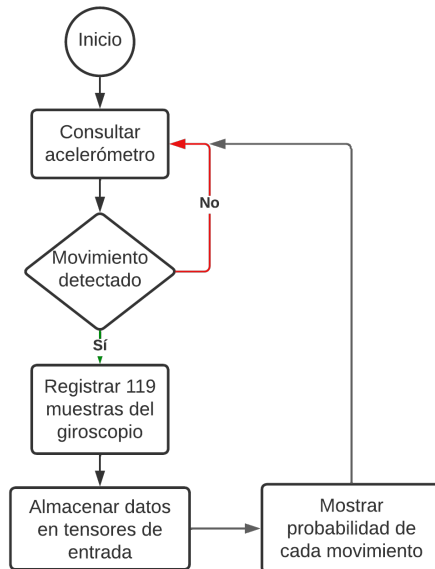 Inicio
Consultar
acelerómetro
No
Movimiento
detectado
Sí
Registrar 119
muestras del
giroscopio
Almacenar datos
en tensores de
entrada
Mostrar
probabilidad de
cada movimiento